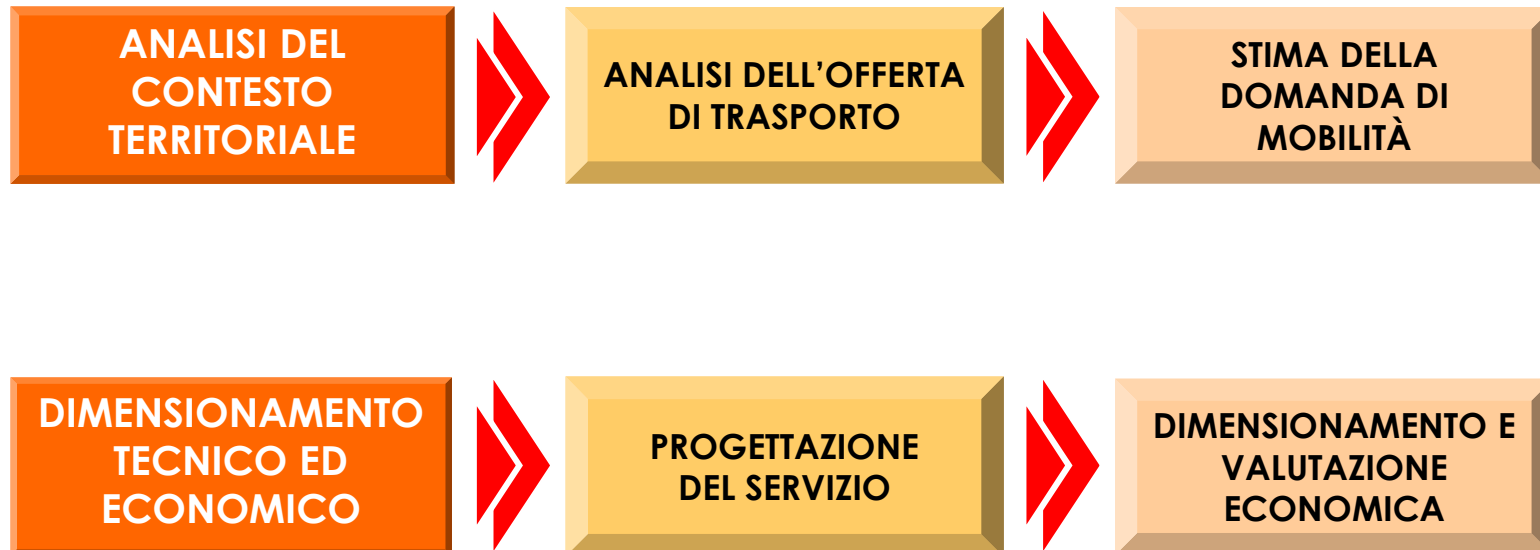 ANALISI DEL
CONTESTO
TERRITORIALE
ANALISI DELL’OFFERTA
DI TRASPORTO
STIMA DELLA
DOMANDA DI
MOBILITÀ
DIMENSIONAMENTO
TECNICO ED
ECONOMICO
PROGETTAZIONE
DEL SERVIZIO
DIMENSIONAMENTO E
VALUTAZIONE
ECONOMICA